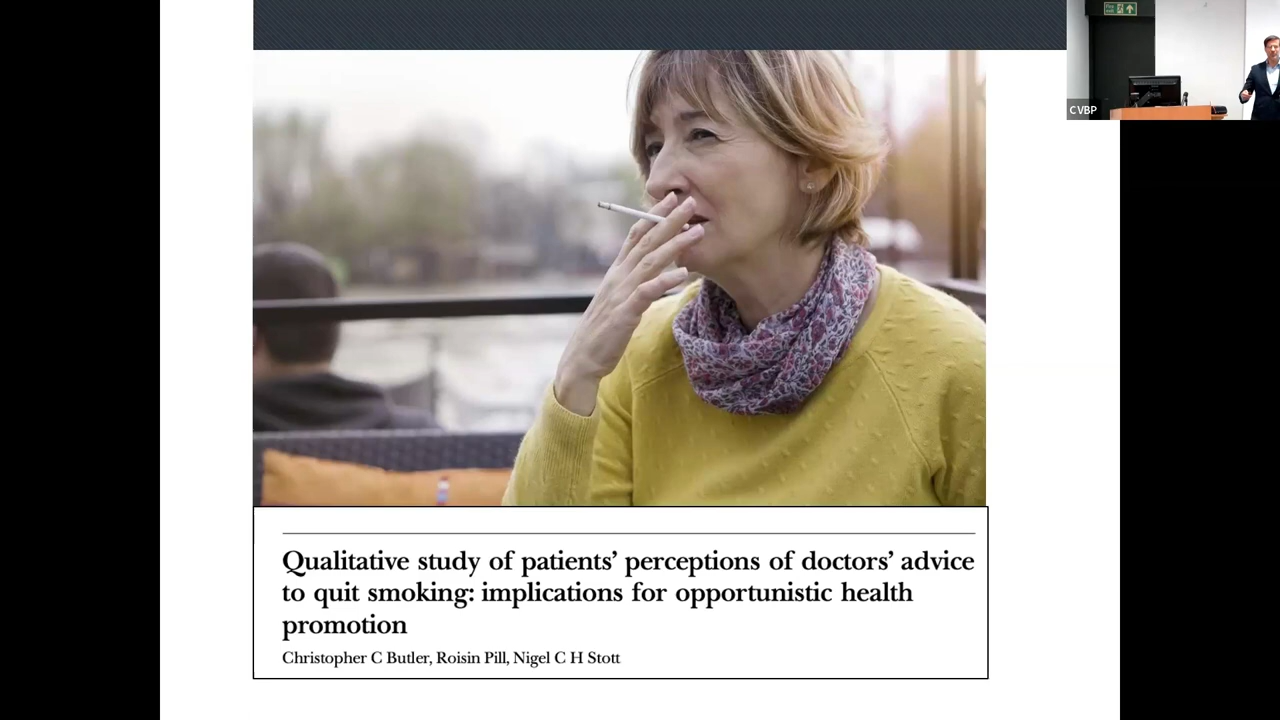 CVBP
Qualitative study of patients’ perceptions of doctors’ advice
to quit smoking: implications for opportunistic health
promotion
Christopher C Butler, Roisin Pill, Nigel C H Stott